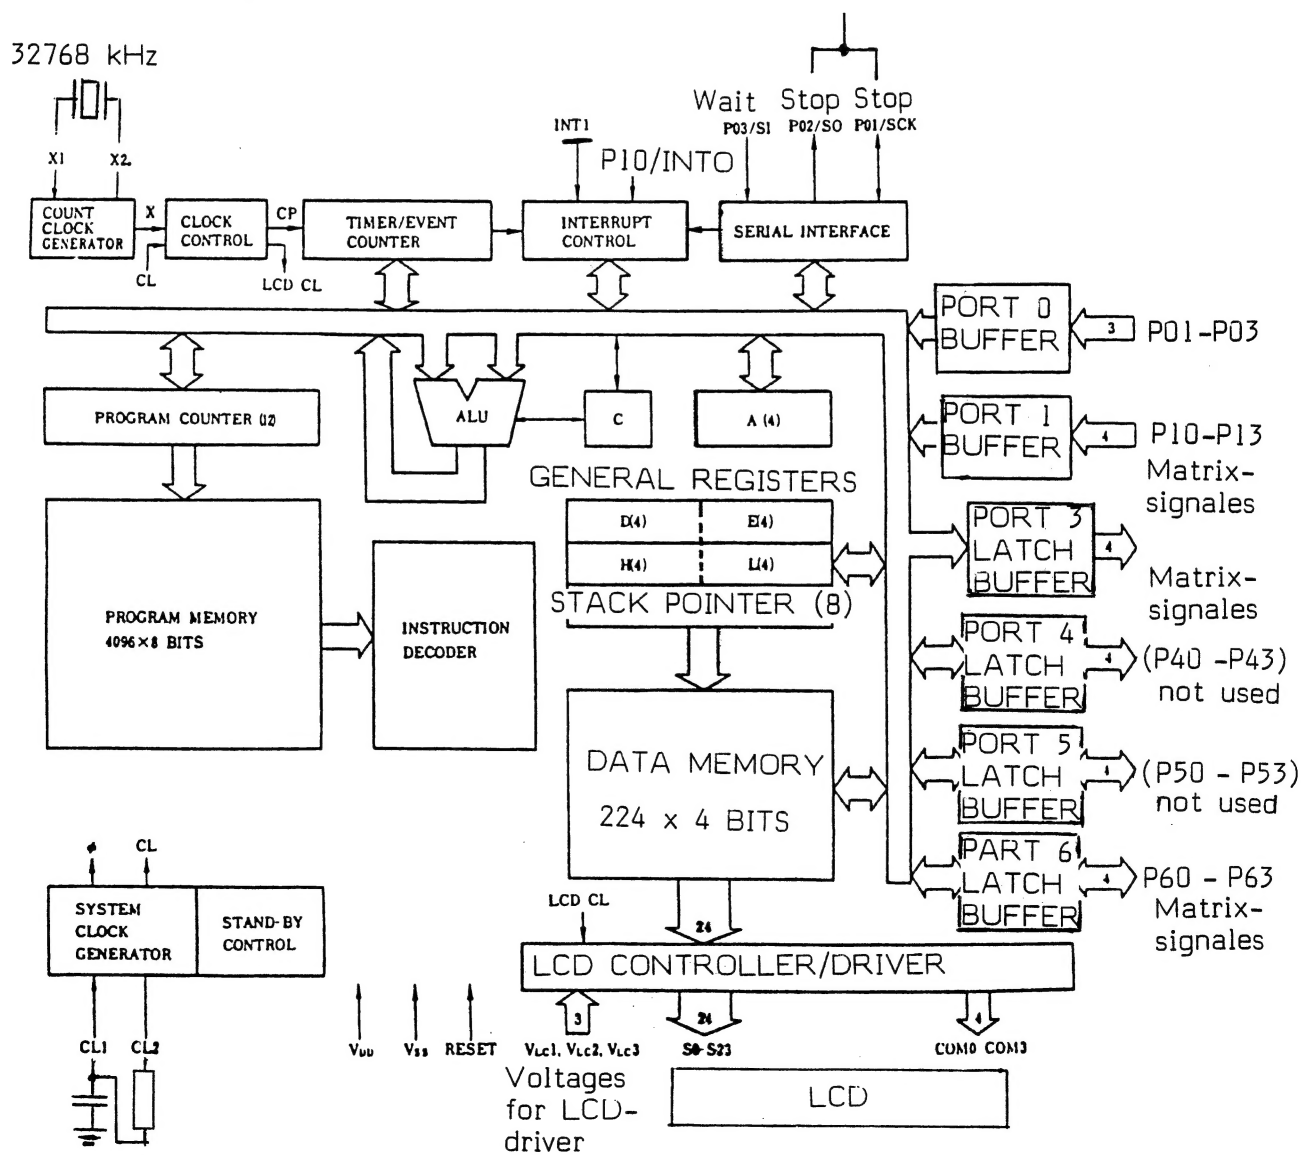 32768 kHz
Wait Stop Stop
P03/SI P02/SO P01/SCK
INT1
P10/INTO
X1 X2
COUNT
CLOCK
GENERATOR
X
CLOCK
CONTROL
CP
TIMER/EVENT
COUNTER
INTERRUPT
CONTROL
SERIAL INTERFACE
CL
LCD CL
PORT 0
BUFFER
3
P01-P03
PROGRAM COUNTER (12)
ALU
C
A (4)
PORT 1
BUFFER
4
P10-P13
Matrix-
signales
GENERAL REGISTERS
D(4) E(4)
H(4) L(4)
STACK POINTER (8)
PORT 3
LATCH
BUFFER
4
Matrix-
signales
PROGRAM MEMORY
4096×8 BITS
INSTRUCTION
DECODER
PORT 4
LATCH
BUFFER
4
(P40 -P43)
not used
DATA MEMORY
224 x 4 BITS
PORT 5
LATCH
BUFFER
4
(P50 - P53)
not used
PART 6
LATCH
BUFFER
4
P60 - P63
Matrix-
signales
ϕ CL
SYSTEM
CLOCK
GENERATOR
STAND-BY
CONTROL
CL1 CL2
LCD CL
24
LCD CONTROLLER/DRIVER
3 24 4
VDD VSS RESET
VLC1, VLC2, VLC3
S0-S23
COM0 COM3
Voltages
for LCD-
driver
LCD